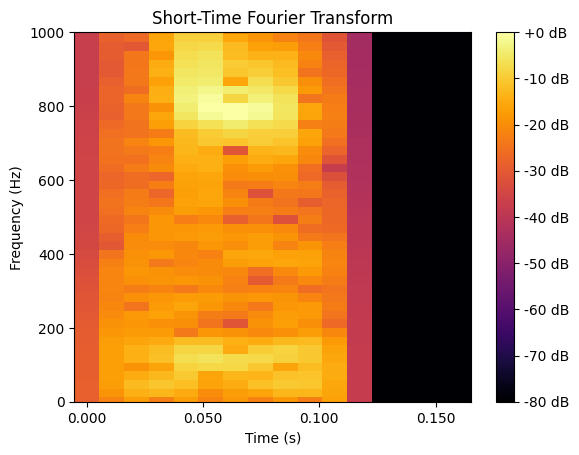 Short-Time Fourier Transform
1000
800
600
400
200
0
Frequency (Hz)
0.000
0.050
0.100
0.150
Time (s)
+0 dB
-10 dB
-20 dB
-30 dB
-40 dB
-50 dB
-60 dB
-70 dB
-80 dB